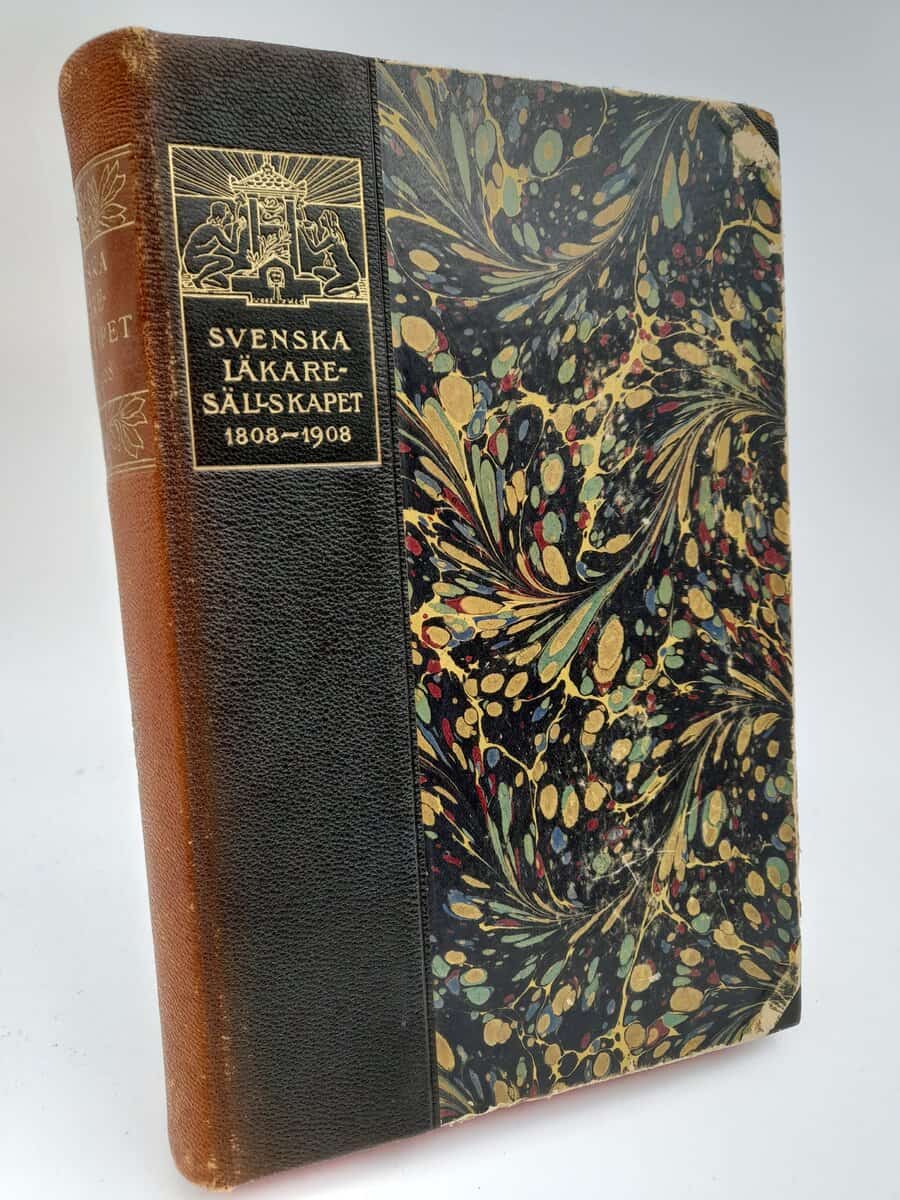 SVENSKA
LÄKARE-
SÄLLSKAPET
1808–1908